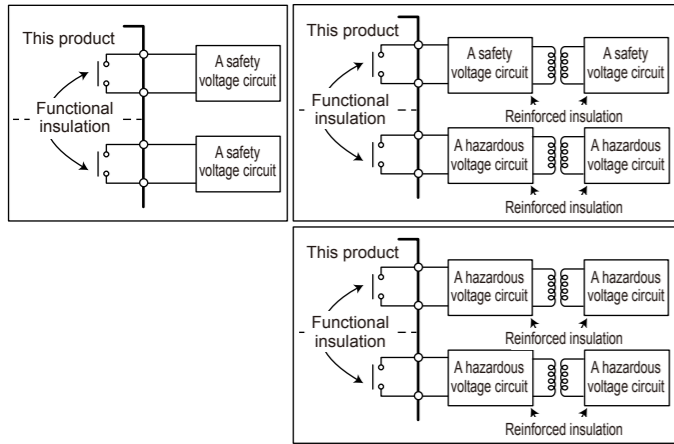 This product
A safety
voltage circuit
Functional
insulation
A safety
voltage circuit
This product
A safety
voltage circuit
A safety
voltage circuit
Functional
insulation
Reinforced insulation
A hazardous
voltage circuit
A hazardous
voltage circuit
Reinforced insulation
This product
A hazardous
voltage circuit
A hazardous
voltage circuit
Functional
insulation
Reinforced insulation
A hazardous
voltage circuit
A hazardous
voltage circuit
Reinforced insulation